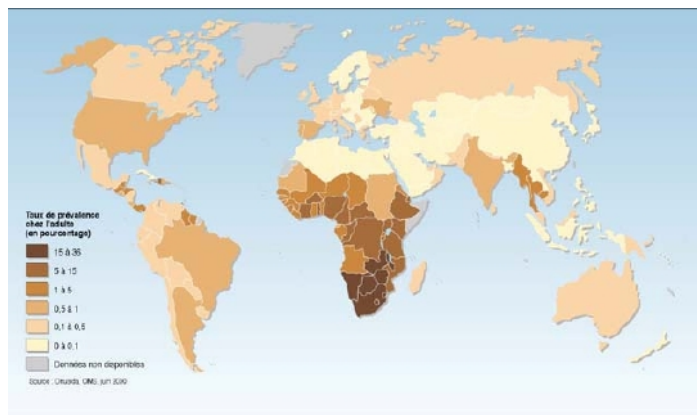 Taux de prévalence
chez l'adulte
(en pourcentage)
15 à 36
5 à 15
1 à 5
0,5 à 1
0,1 à 0,5
0 à 0,1
Données non disponibles
Source : Onusida, OMS, juin 2000